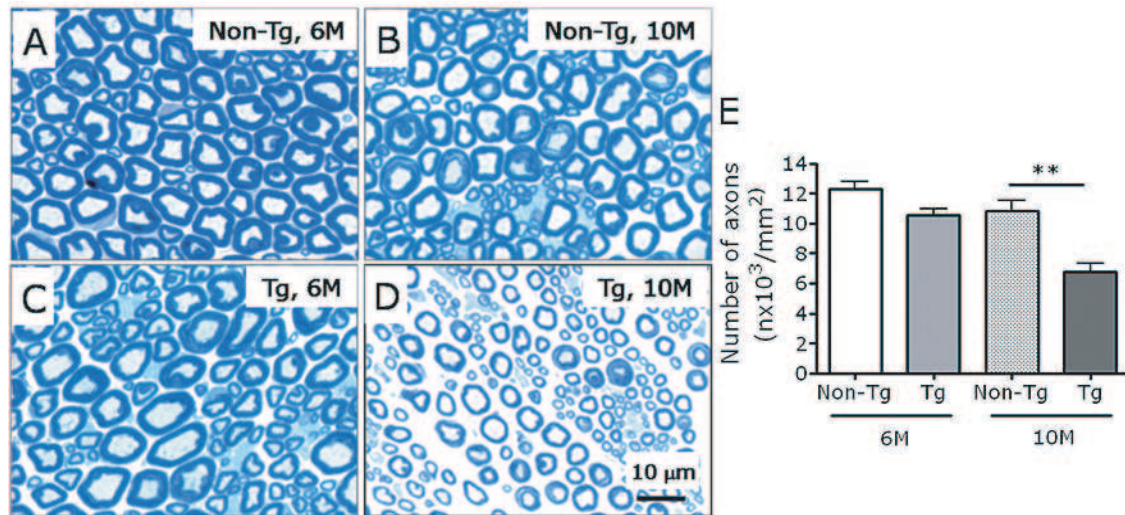 A
Non-Tg, 6M
B
Non-Tg, 10M
C
Tg, 6M
D
Tg, 10M
10 μm
E
Number of axons
(nx10³/mm²)
14
12
10
8
6
4
2
0
**
Non-Tg Tg Non-Tg Tg
6M 10M